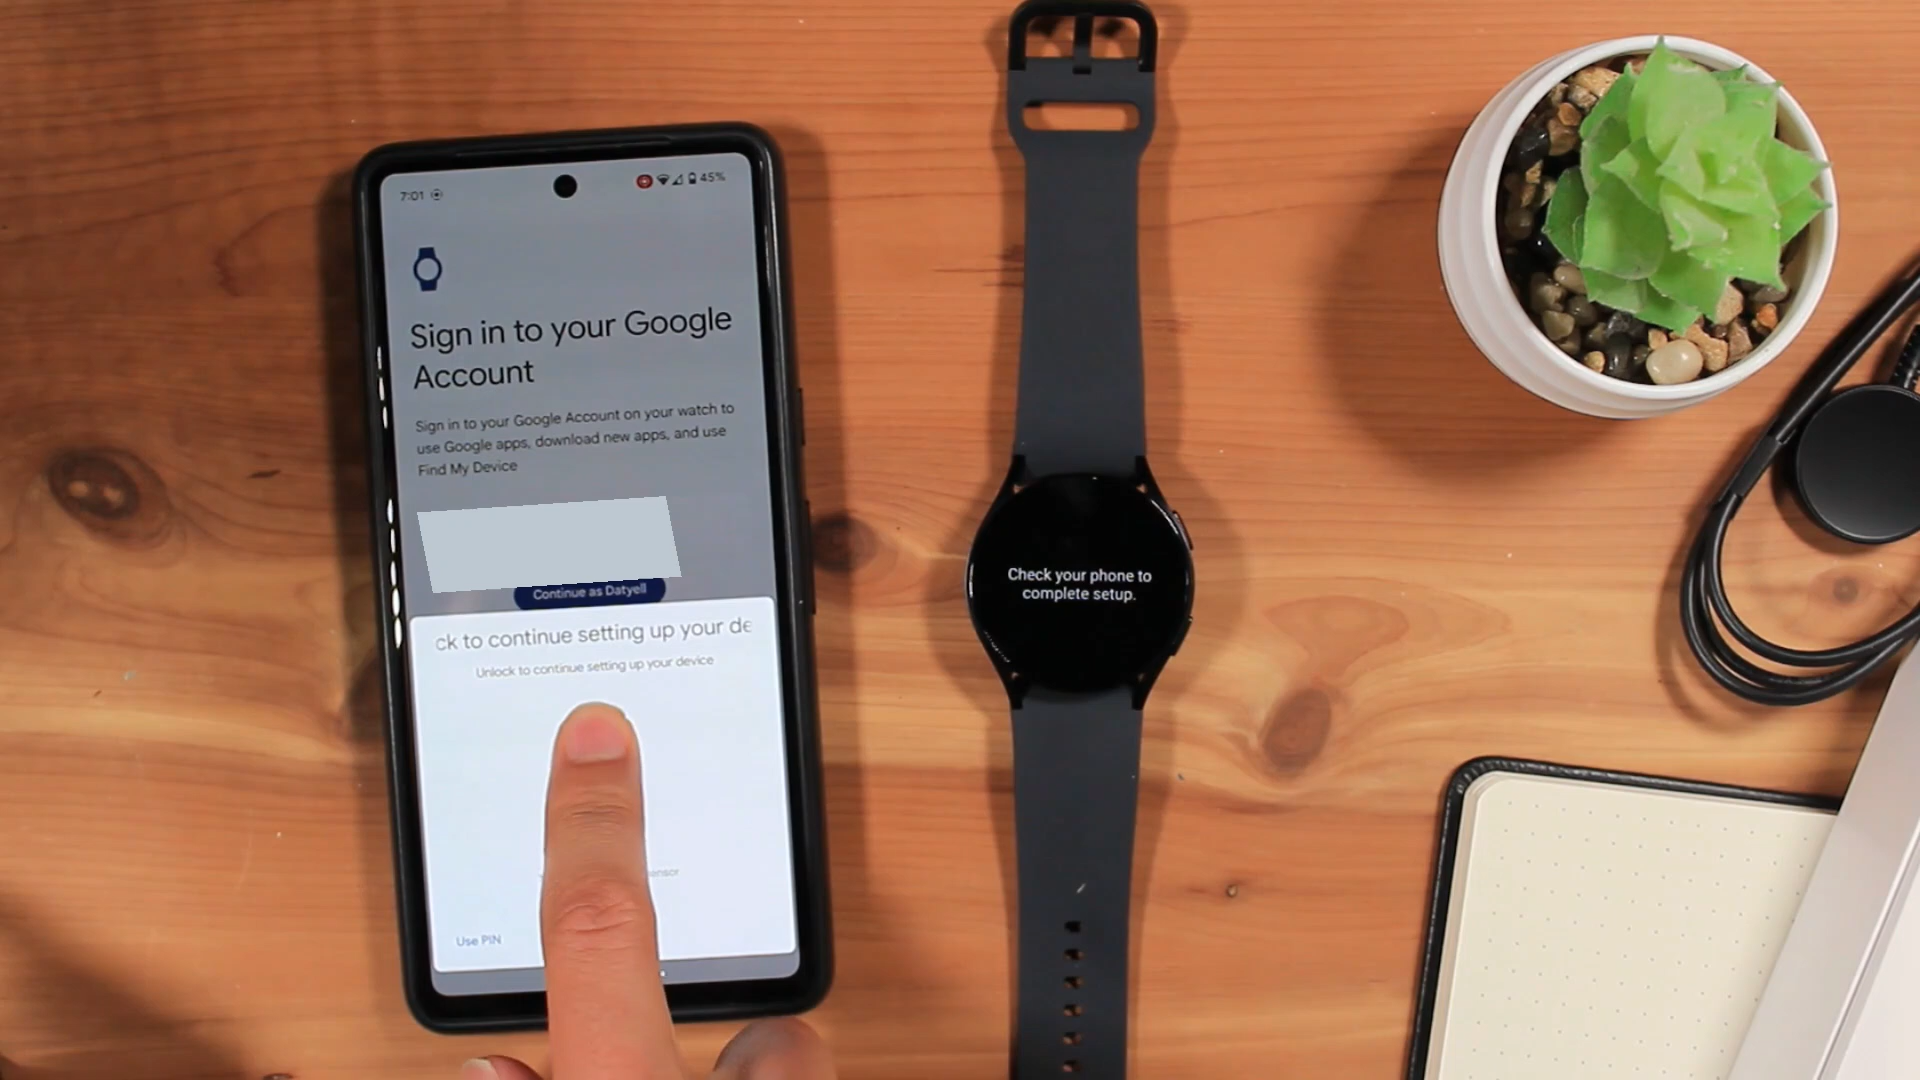 7:01
45%
Sign in to your Google
Account
Sign in to your Google Account on your watch to
use Google apps, download new apps, and use
Find My Device
Continue as Datyell
ck to continue setting up your de
Unlock to continue setting up your device
ensor
Use PIN
Check your phone to
complete setup.